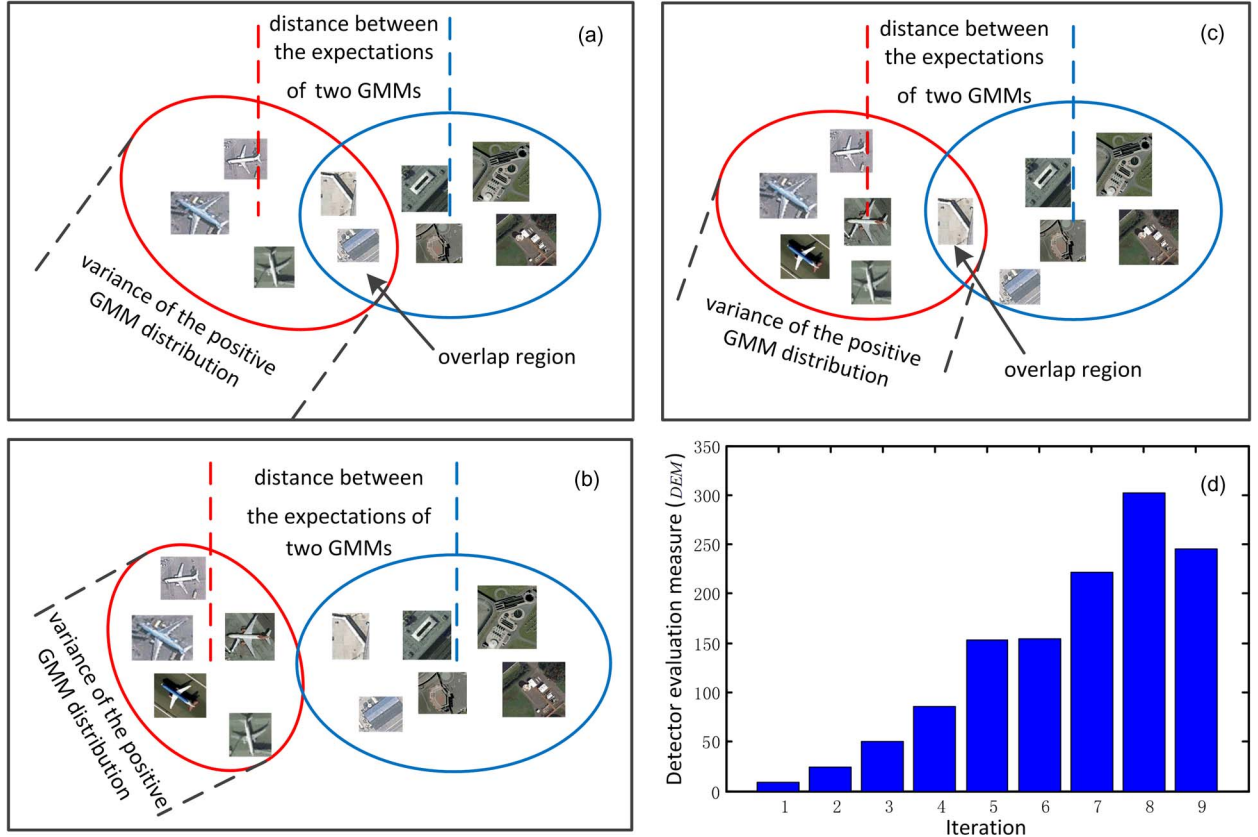 distance between
the expectations
of two GMMs
(a)
variance of the positive
GMM distribution
overlap region
distance between
the expectations
of two GMMs
(c)
variance of the positive
GMM distribution
overlap region
distance between
the expectations of
two GMMs
(b)
variance of the positive
GMM distribution
(d)
Detector evaluation measure (DEM)
350
300
250
200
150
100
50
0
1 2 3 4 5 6 7 8 9
Iteration